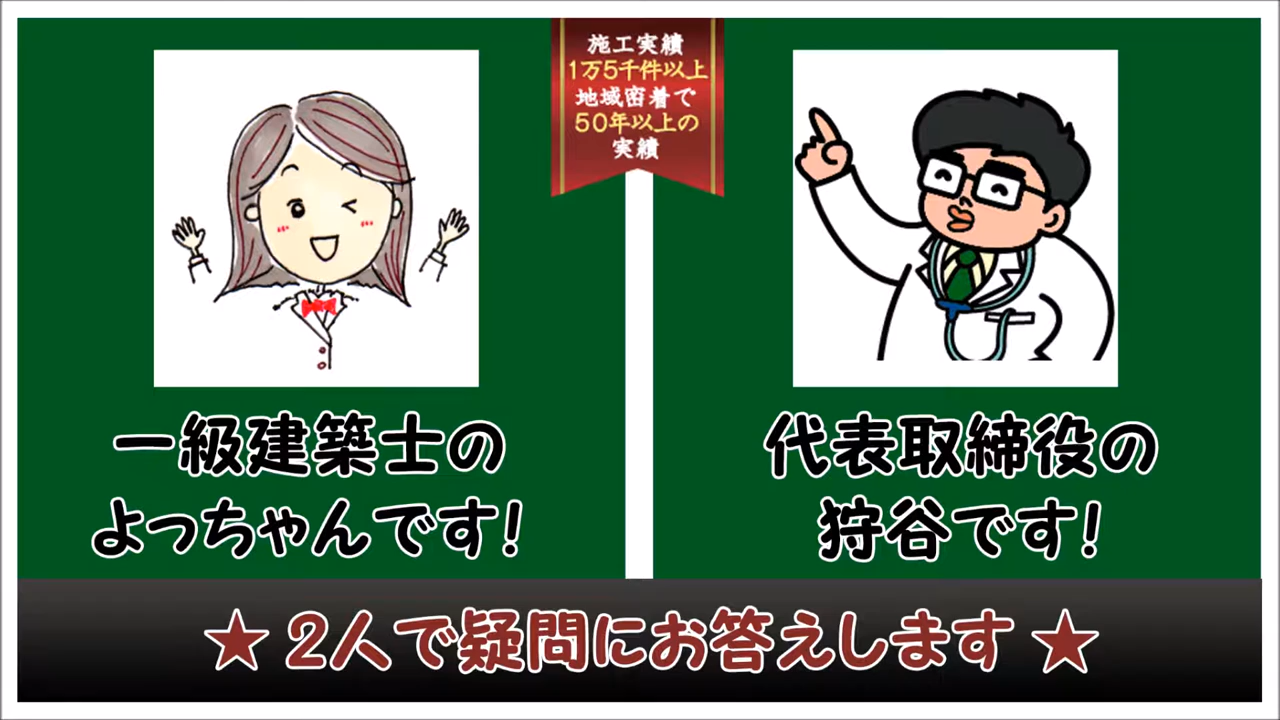 施工実績
1万5千件以上
地域密着で
50年以上の
実績
一級建築士の
よっちゃんです!
代表取締役の
狩谷です!
★ 2人で疑問にお答えします ★